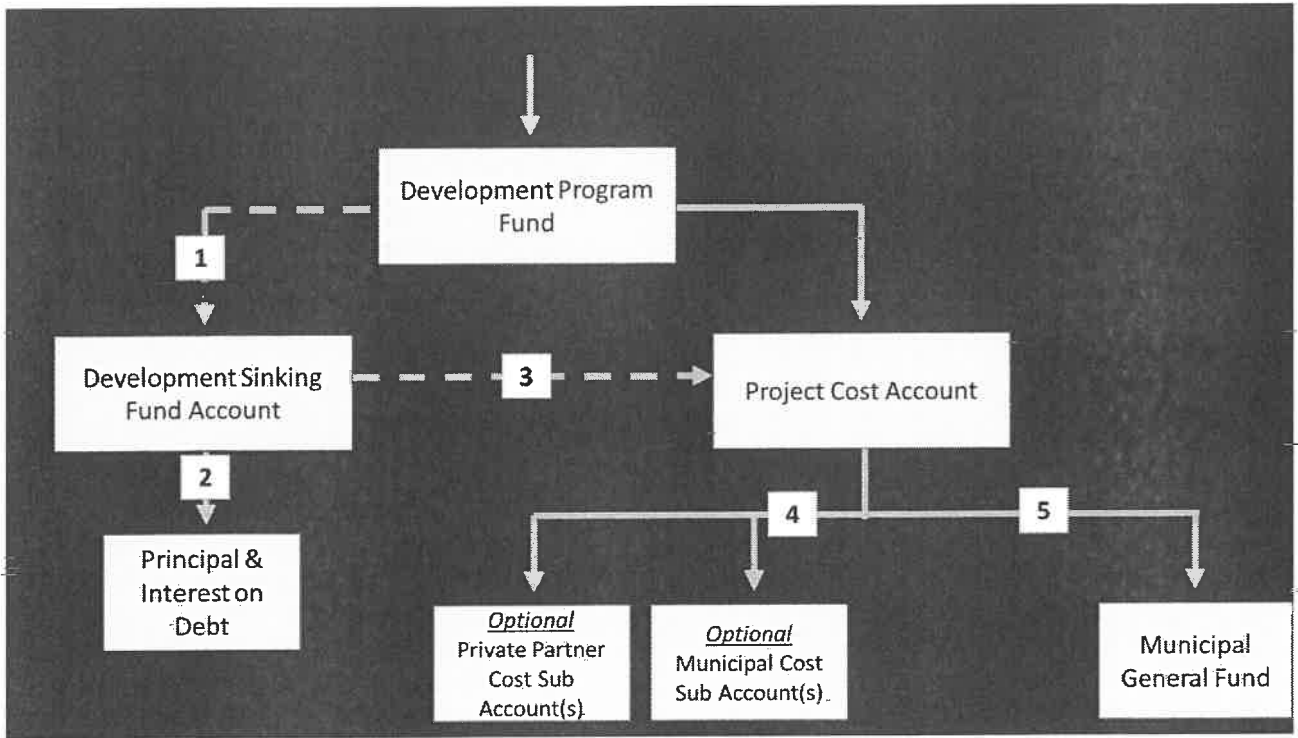 Development Program
Fund
1
Development Sinking
Fund Account
3
Project Cost Account
2
4
5
Principal &
Interest on
Debt
Optional
Private Partner
Cost Sub
Account(s)
Optional
Municipal Cost
Sub Account(s)
Municipal
General Fund